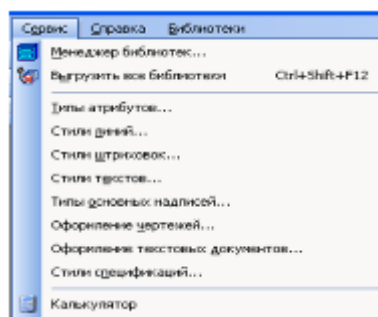 Сервис Справка Библиотеки
Менеджер библиотек...
Выгрузить все библиотеки Ctrl+Shift+F12
Типы атрибутов...
Стили линий...
Стили штриховок...
Стили текстов...
Типы основных надписей...
Оформление чертежей...
Оформление текстовых документов...
Стили спецификаций...
Калькулятор